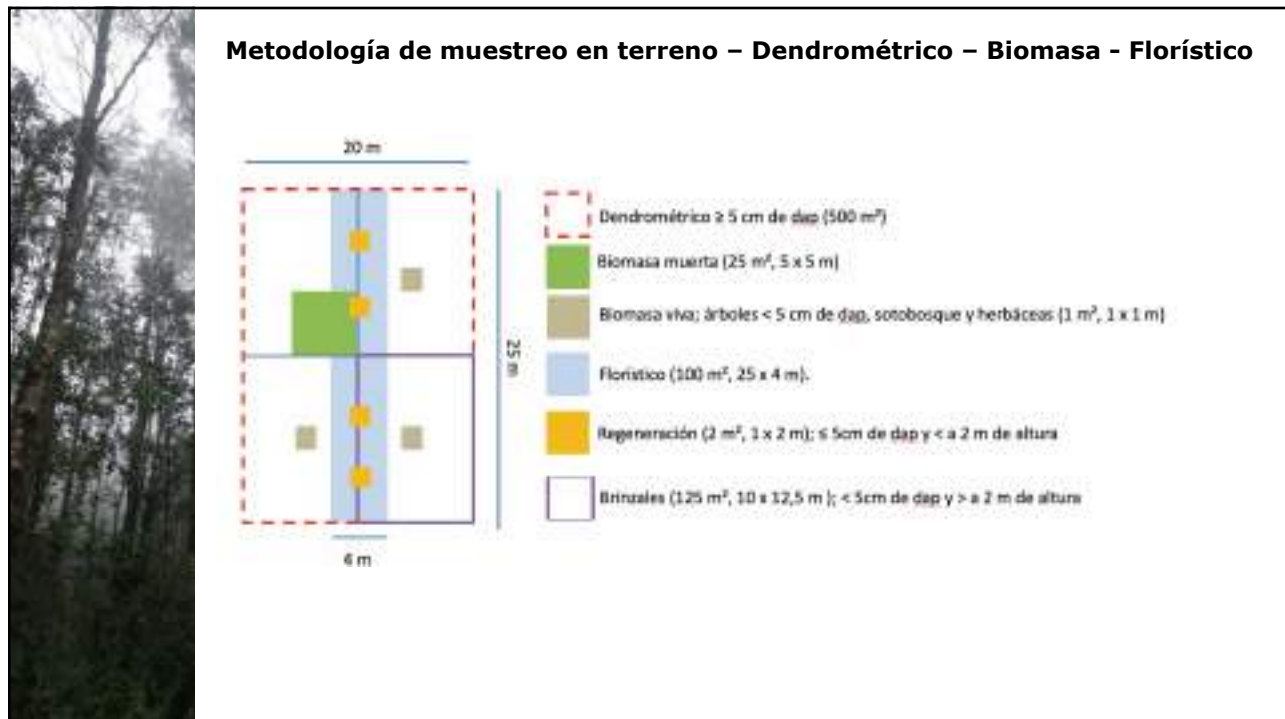 Metodología de muestreo en terreno – Dendrométrico – Biomasa - Florístico
20 m
25 m
4 m
Dendrométrico ≥ 5 cm de dap (500 m²)
Biomasa muerta (25 m², 5 x 5 m)
Biomasa viva; árboles < 5 cm de dap, sotobosque y herbáceas (1 m², 1 x 1 m)
Florístico (100 m², 25 x 4 m).
Regeneración (2 m², 1 x 2 m); ≤ 5cm de dap y < a 2 m de altura
Brinzales (125 m², 10 x 12,5 m ); < 5cm de dap y > a 2 m de altura